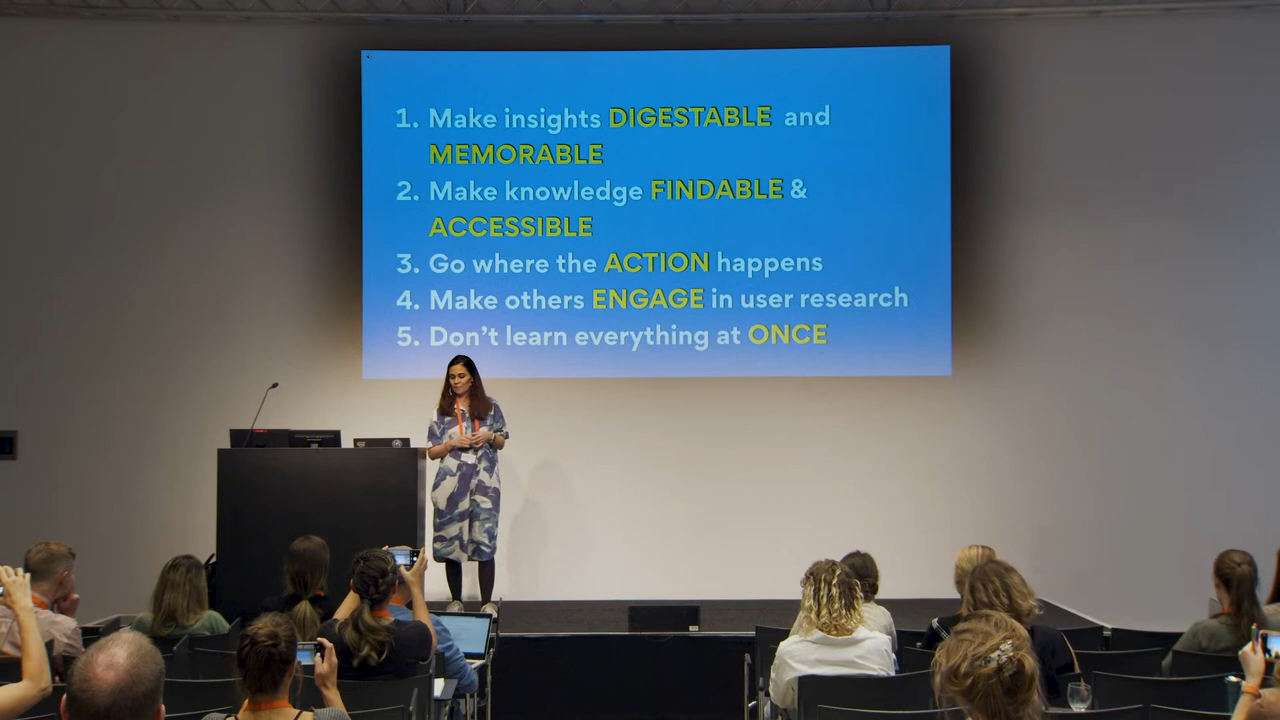 1. Make insights DIGESTABLE and
MEMORABLE
2. Make knowledge FINDABLE &
ACCESSIBLE
3. Go where the ACTION happens
4. Make others ENGAGE in user research
5. Don't learn everything at ONCE